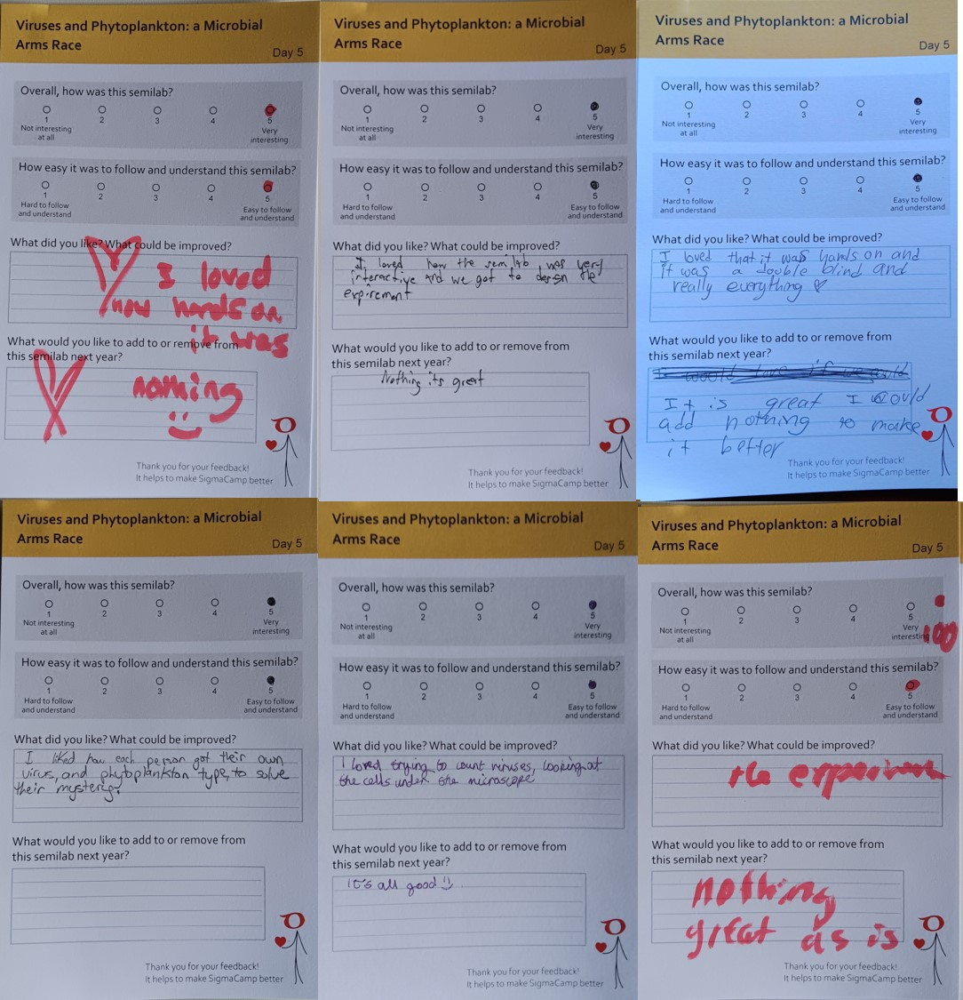 Viruses and Phytoplankton: a Microbial
Arms Race
Day 5
Overall, how was this semilab?
1 2 3 4 5
Not interesting
at all
Very
interesting
How easy it was to follow and understand this semilab?
1 2 3 4 5
Hard to follow
and understand
Easy to follow
and understand
What did you like? What could be improved?
I loved
how hands on
it was
What would you like to add to or remove from
this semilab next year?
nothing
Thank you for your feedback!
It helps to make SigmaCamp better
Viruses and Phytoplankton: a Microbial
Arms Race
Day 5
Overall, how was this semilab?
1 2 3 4 5
Not interesting
at all
Very
interesting
How easy it was to follow and understand this semilab?
1 2 3 4 5
Hard to follow
and understand
Easy to follow
and understand
What did you like? What could be improved?
I loved how the semilab was very
interactive and we got to design the
expirement
What would you like to add to or remove from
this semilab next year?
Nothing its great
Thank you for your feedback!
It helps to make SigmaCamp better
Viruses and Phytoplankton: a Microbial
Arms Race
Day 5
Overall, how was this semilab?
1 2 3 4 5
Not interesting
at all
Very
interesting
How easy it was to follow and understand this semilab?
1 2 3 4 5
Hard to follow
and understand
Easy to follow
and understand
What did you like? What could be improved?
I loved that it was hands on and
it was a double blind and
really everything
What would you like to add to or remove from
this semilab next year?
It is great I would
add nothing to make
it better
Thank you for your feedback!
It helps to make SigmaCamp better
Viruses and Phytoplankton: a Microbial
Arms Race
Day 5
Overall, how was this semilab?
1 2 3 4 5
Not interesting
at all
Very
interesting
How easy it was to follow and understand this semilab?
1 2 3 4 5
Hard to follow
and understand
Easy to follow
and understand
What did you like? What could be improved?
I liked how each person got their own
virus, and phytoplankton type, to solve
their mystery.
What would you like to add to or remove from
this semilab next year?
Thank you for your feedback!
It helps to make SigmaCamp better
Viruses and Phytoplankton: a Microbial
Arms Race
Day 5
Overall, how was this semilab?
1 2 3 4 5
Not interesting
at all
Very
interesting
How easy it was to follow and understand this semilab?
1 2 3 4 5
Hard to follow
and understand
Easy to follow
and understand
What did you like? What could be improved?
I loved trying to count viruses, looking at
the cells under the microscope
What would you like to add to or remove from
this semilab next year?
it's all good :)
Thank you for your feedback!
It helps to make SigmaCamp better
Viruses and Phytoplankton: a Microbial
Arms Race
Day 5
Overall, how was this semilab?
1 2 3 4 5
Not interesting
at all
Very
interesting
100
How easy it was to follow and understand this semilab?
1 2 3 4 5
Hard to follow
and understand
Easy to follow
and understand
What did you like? What could be improved?
the
What would you like to add to or remove from
this semilab next year?
nothing
great as is
Thank you for your feedback!
It helps to make SigmaCamp better